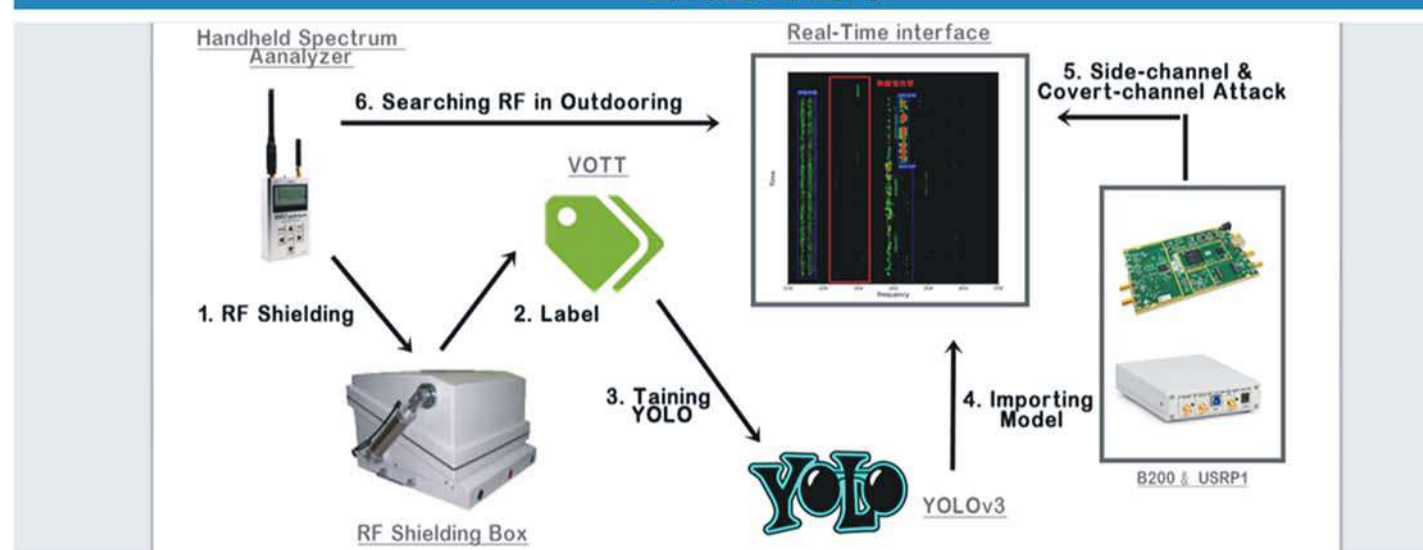 Handheld Spectrum
Aanalyzer
Real-Time interface
5. Side-channel &
Covert-channel Attack
6. Searching RF in Outdooring
VOTT
Time
frequency
1. RF Shielding
2. Label
3. Taining
YOLO
4. Importing
Model
B200 & USRP1
YOLO
YOLOv3
RF Shielding Box